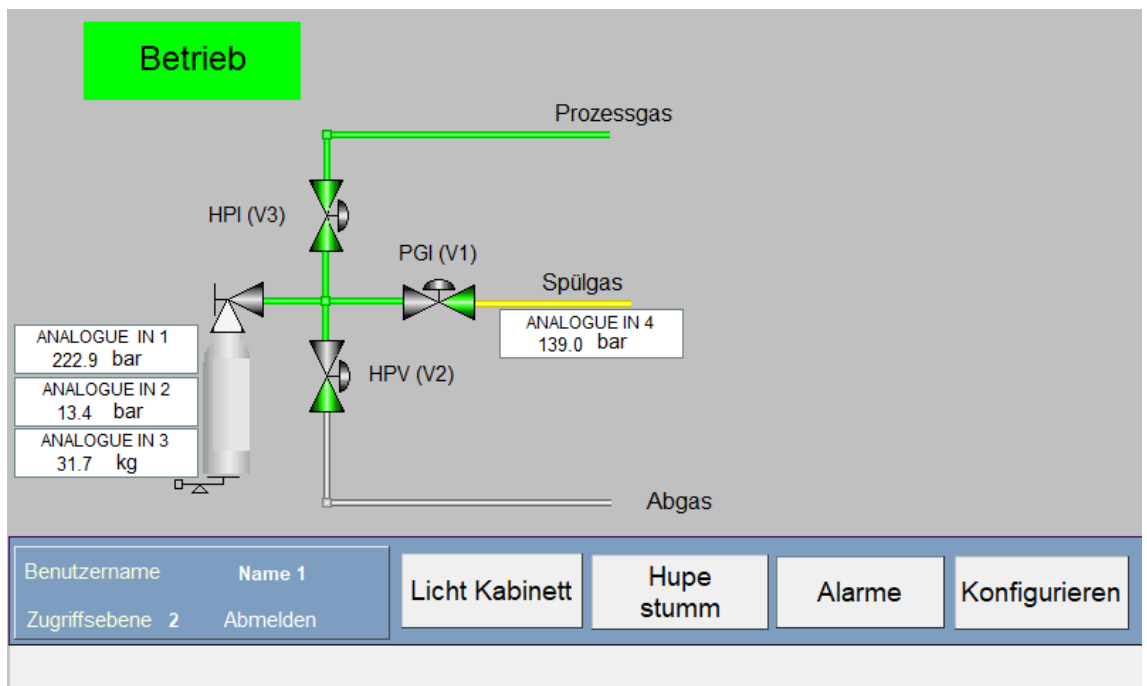 Betrieb
Prozessgas
HPI (V3)
PGI (V1)
Spülgas
ANALOGUE IN 4
139.0 bar
ANALOGUE IN 1
222.9 bar
ANALOGUE IN 2
13.4 bar
ANALOGUE IN 3
31.7 kg
HPV (V2)
Abgas
Benutzername Name 1
Zugriffsebene 2 Abmelden
Licht Kabinett
Hupe
stumm
Alarme
Konfigurieren